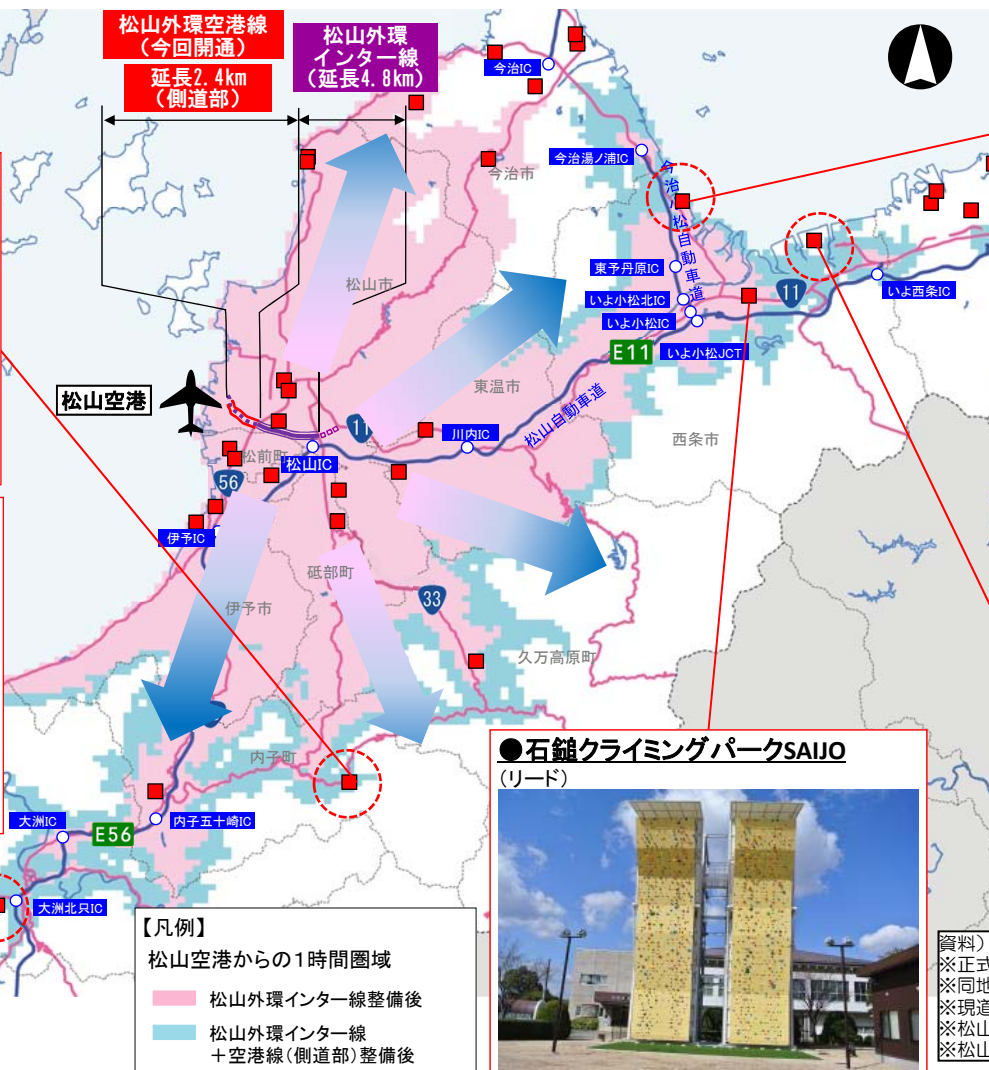 松山外環空港線
（今回開通）
延長2.4km
（側道部）
松山外環
インター線
（延長4.8km）
今治IC
今治市
今治湯ノ浦IC
今治小松自動車道
東予丹原IC
いよ小松北IC
いよ小松IC
いよ小松JCT
いよ西条IC
11
E11
松山市
東温市
松山自動車道
西条市
松山空港
11
川内IC
松山IC
松前町
56
伊予IC
砥部町
伊予市
33
久万高原町
内子町
大洲IC
E56
内子五十崎IC
大洲北只IC
●石鎚クライミングパークSAIJO
（リード）
【凡例】
松山空港からの１時間圏域
松山外環インター線整備後
松山外環インター線
＋空港線（側道部）整備後
資料）
※正式
※同地
※現道
※松山
※松山